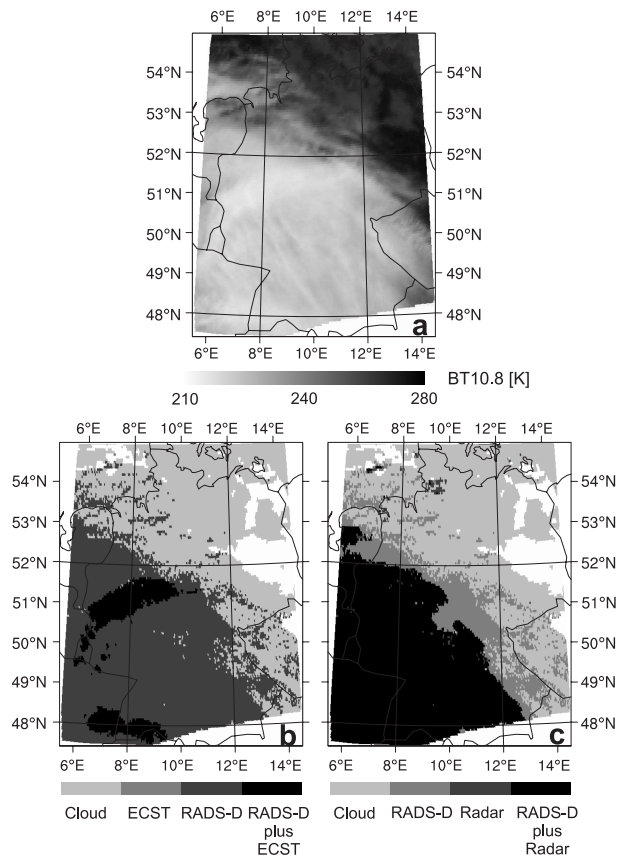 6°E 8°E 10°E 12°E 14°E
54°N 54°N
53°N 53°N
52°N 52°N
51°N 51°N
50°N 50°N
49°N 49°N
48°N 48°N
a
6°E 8°E 10°E 12°E 14°E
BT10.8 [K]
210 240 280
6°E 8°E 10°E 12°E 14°E 6°E 8°E 10°E 12°E 14°E
54°N 54°N
53°N 53°N
52°N 52°N
51°N 51°N
50°N 50°N
49°N 49°N
48°N 48°N
b c
6°E 8°E 10°E 12°E 14°E 6°E 8°E 10°E 12°E 14°E
Cloud ECST RADS-D RADS-D Cloud RADS-D Radar RADS-D
plus plus
ECST Radar